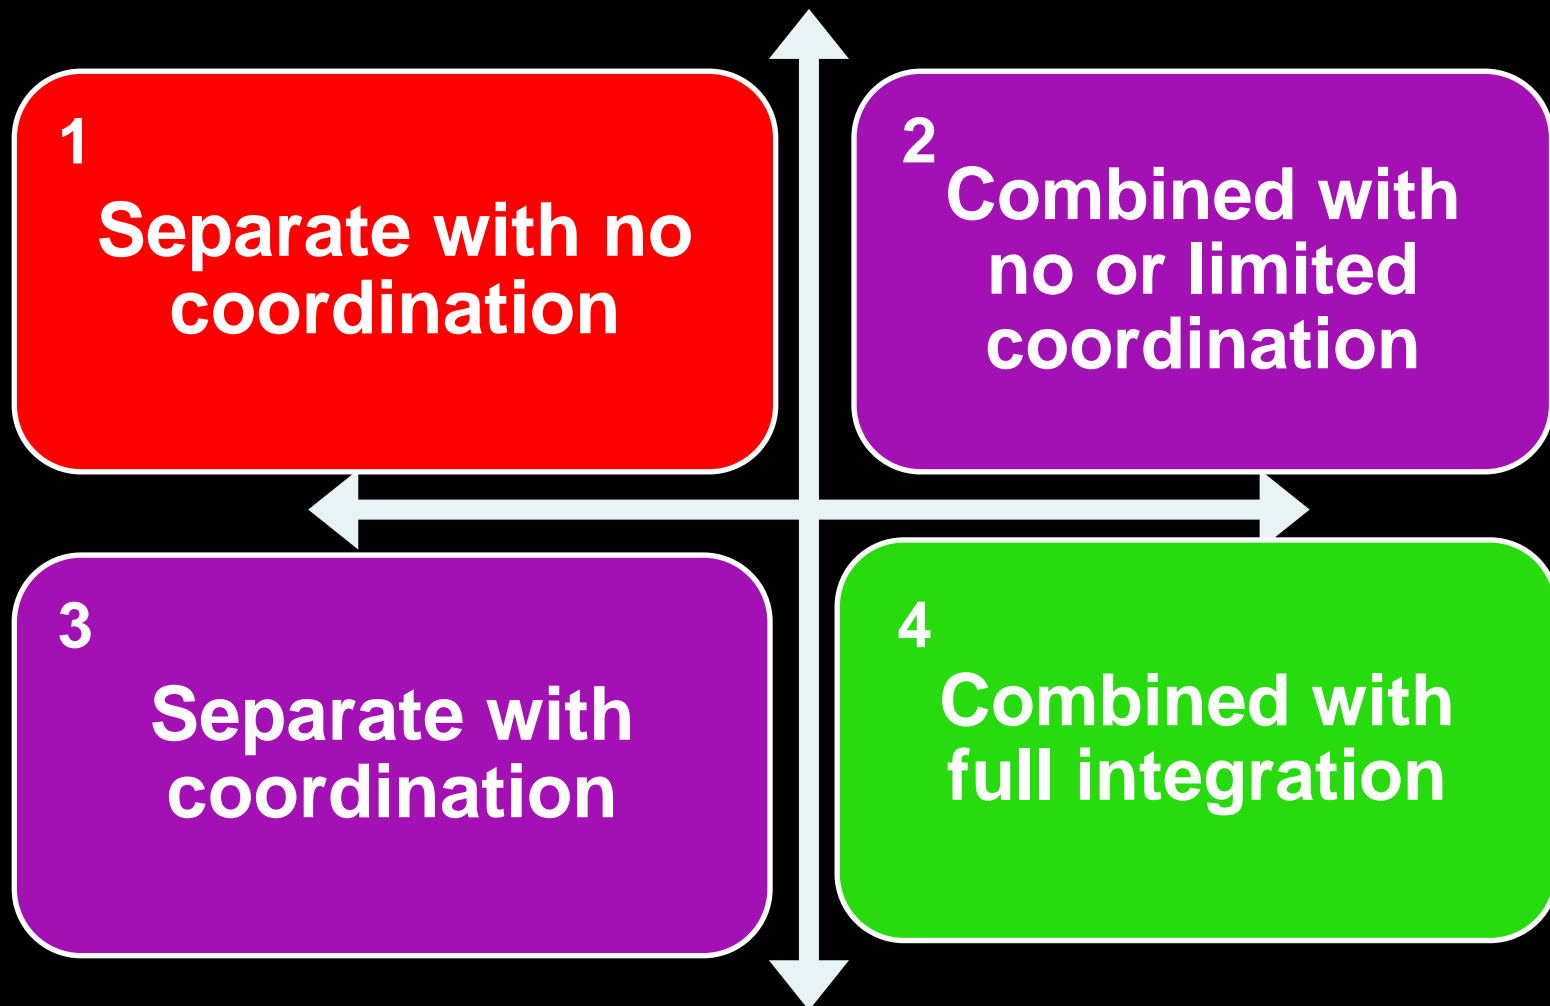 1
Separate with no
coordination
2
Combined with
no or limited
coordination
3
Separate with
coordination
4
Combined with
full integration